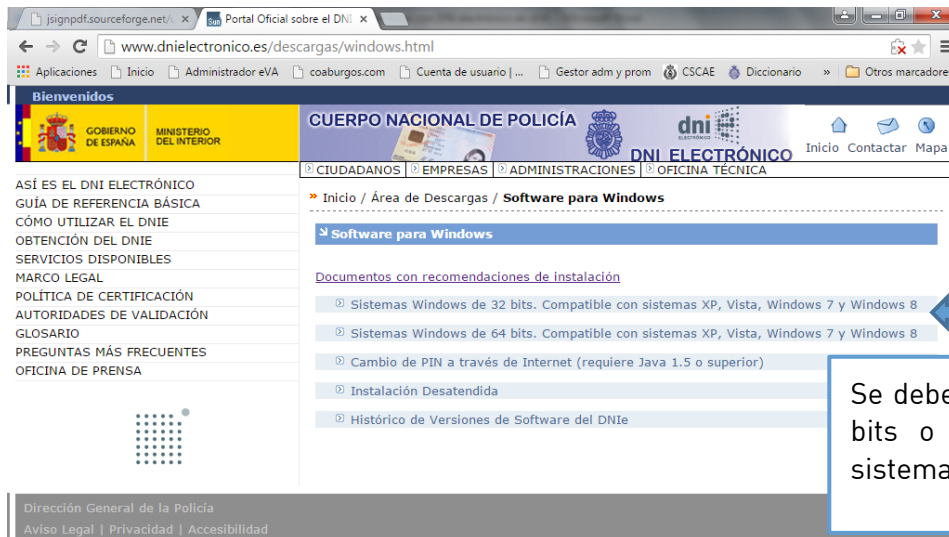 jsignpdf.sourceforge.net/
Portal Oficial sobre el DNI
www.dnielectronico.es/descargas/windows.html
Aplicaciones Inicio Administrador eVA coaburgos.com Cuenta de usuario | ... Gestor adm y prom CSCAE Diccionario » Otros marcadore
Bienvenidos
GOBIERNO DE ESPAÑA
MINISTERIO DEL INTERIOR
CUERPO NACIONAL DE POLICÍA
dni
ELECTRÓNICO
DNI ELECTRÓNICO
Inicio Contactar Mapa
CIUDADANOS EMPRESAS ADMINISTRACIONES OFICINA TÉCNICA
ASÍ ES EL DNI ELECTRÓNICO
GUÍA DE REFERENCIA BÁSICA
CÓMO UTILIZAR EL DNIE
OBTENCIÓN DEL DNIE
SERVICIOS DISPONIBLES
MARCO LEGAL
POLÍTICA DE CERTIFICACIÓN
AUTORIDADES DE VALIDACIÓN
GLOSARIO
PREGUNTAS MÁS FRECUENTES
OFICINA DE PRENSA
» Inicio / Área de Descargas / Software para Windows
Software para Windows
Documentos con recomendaciones de instalación
Sistemas Windows de 32 bits. Compatible con sistemas XP, Vista, Windows 7 y Windows 8
Sistemas Windows de 64 bits. Compatible con sistemas XP, Vista, Windows 7 y Windows 8
Cambio de PIN a través de Internet (requiere Java 1.5 o superior)
Instalación Desatendida
Histórico de Versiones de Software del DNIe
Se debe
bits o
sistema
Dirección General de la Policía
Aviso Legal | Privacidad | Accesibilidad